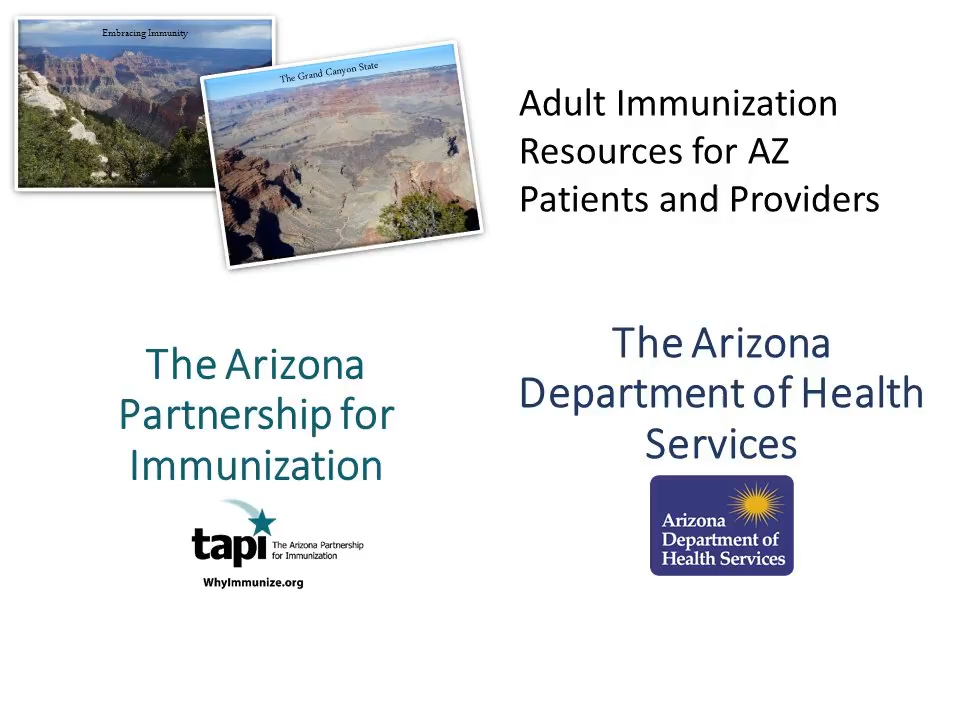 Embracing Immunity
The Grand Canyon State
Adult Immunization
Resources for AZ
Patients and Providers
The Arizona
Partnership for
Immunization
tapi
The Arizona Partnership
for Immunization
WhyImmunize.org
The Arizona
Department of Health
Services
Arizona
Department of
Health Services